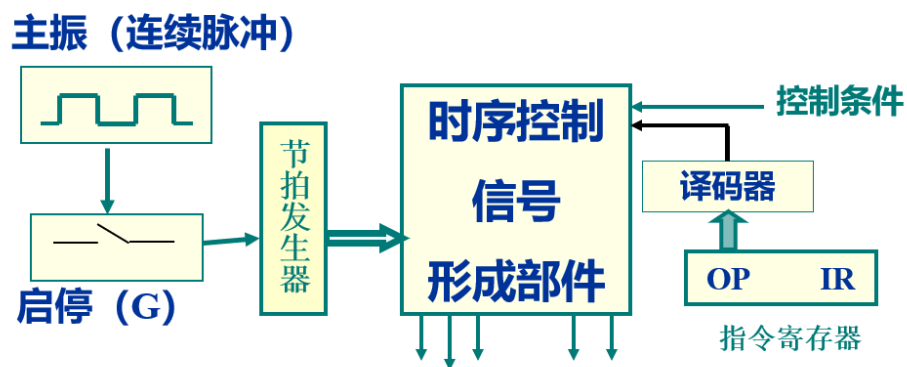 主振（连续脉冲）
启停（G）
节拍发生器
时序控制
信号
形成部件
控制条件
译码器
OP IR
指令寄存器